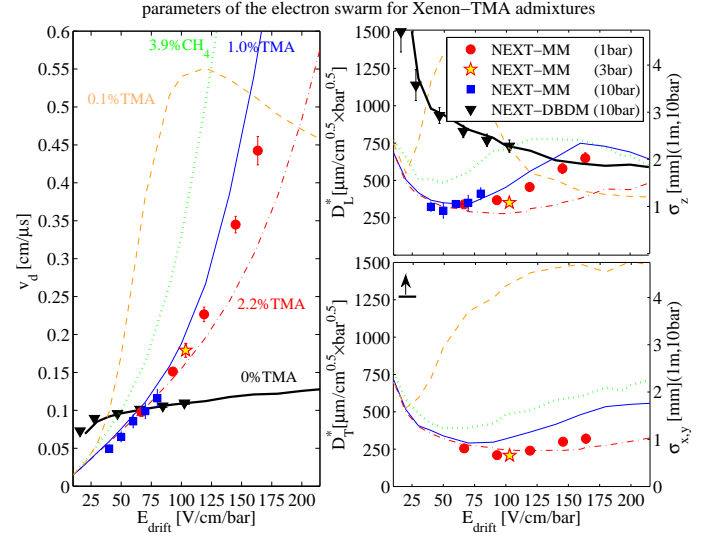 parameters of the electron swarm for Xenon−TMA admixtures
0.6
0.55
0.5
0.45
0.4
0.35
0.3
0.25
0.2
0.15
0.1
0.05
0
v_d [cm/μs]
3.9%CH_4
1.0%TMA
0.1%TMA
2.2%TMA
0%TMA
25 50 75 100 125 150 175 200
E_drift [V/cm/bar]
1500
1250
1000
750
500
250
D_L^* [μm/cm^0.5×bar^0.5]
NEXT−MM (1bar)
NEXT−MM (3bar)
NEXT−MM (10bar)
NEXT−DBDM (10bar)
4
3
2
1
σ_z [mm](1m,10bar)
1500
1250
1000
750
500
250
0
D_T^*[μm/cm^0.5×bar^0.5]
4
3
2
1
0
σ_x,y [mm](1m,10bar)
25 50 75 100 125 150 175 200
E_drift [V/cm/bar]